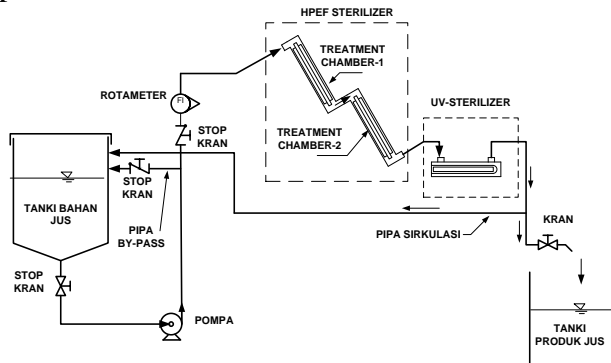 HPEF STERILIZER
TREATMENT
CHAMBER-1
ROTAMETER
FI
UV-STERILIZER
STOP
KRAN
TREATMENT
CHAMBER-2
STOP
KRAN
TANKI BAHAN
JUS
PIPA
BY-PASS
KRAN
PIPA SIRKULASI
STOP
KRAN
POMPA
TANKI
PRODUK JUS